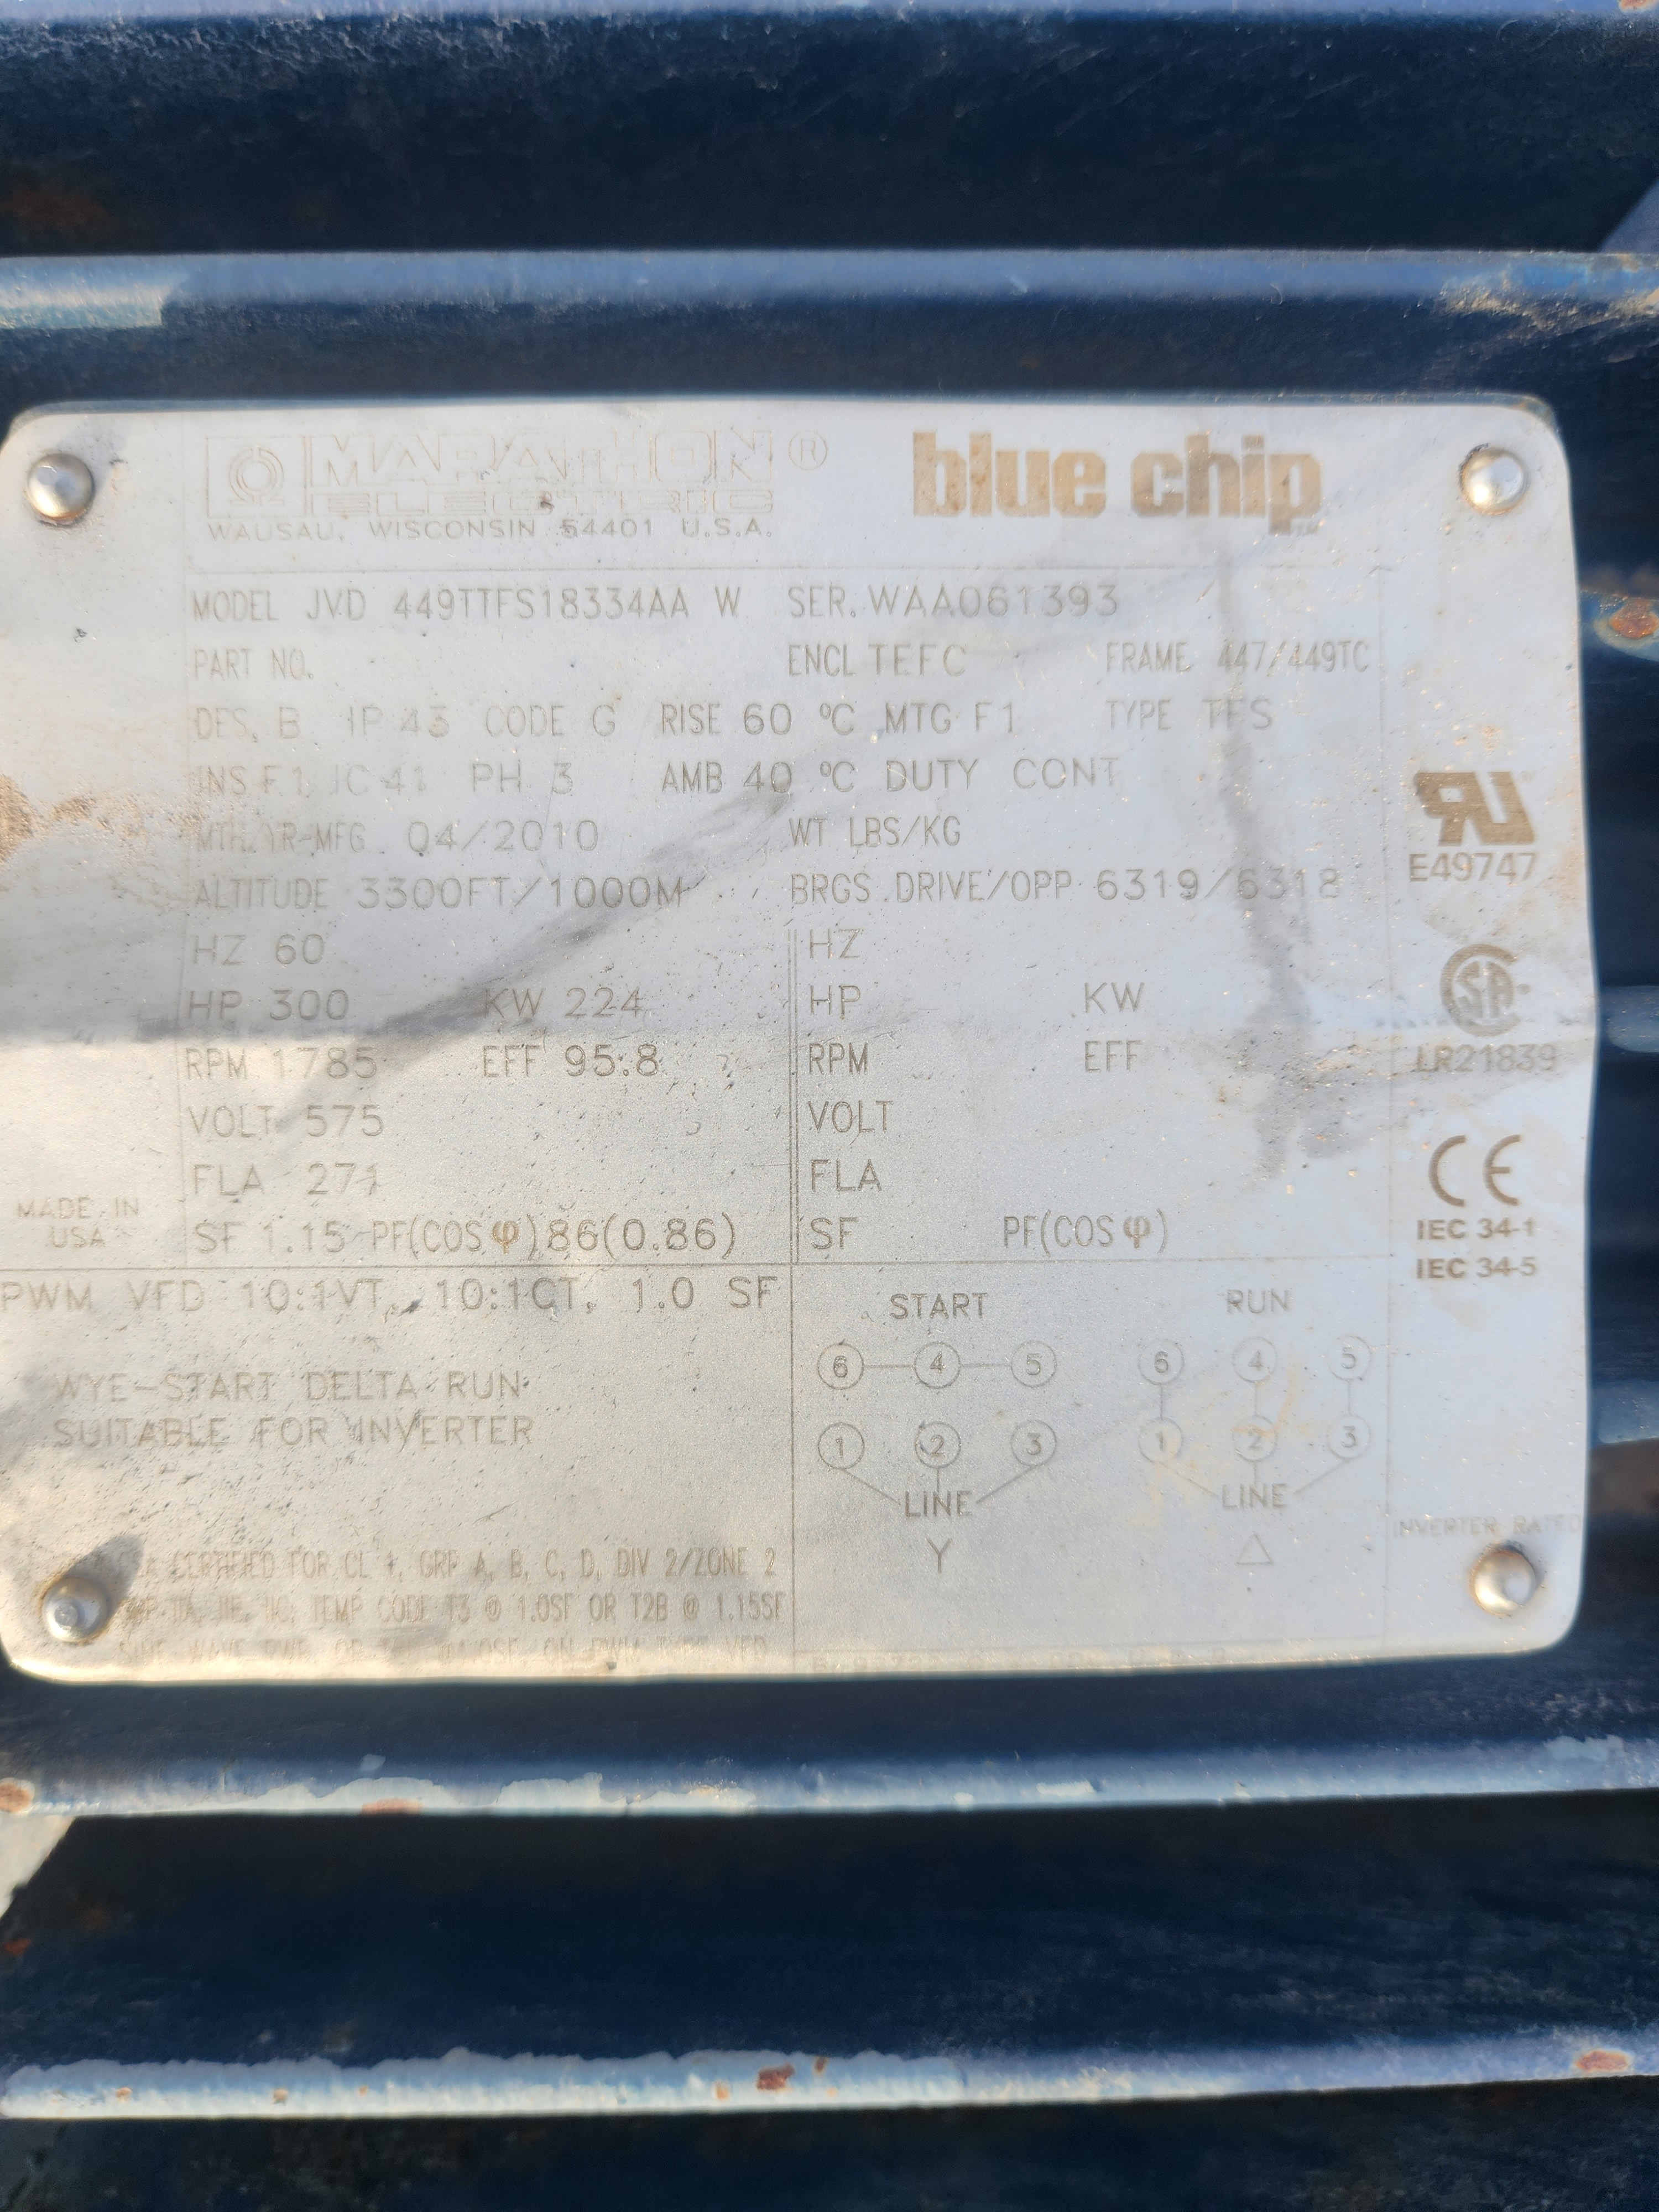 MARATHON ®
ELECTRIC
WAUSAU, WISCONSIN 54401 U.S.A.
blue chip
TM
MODEL JVD 449TTFS18334AA W SER. WAA061393
PART NO. ENCL TEFC FRAME 447/449TC
DES. B IP 43 CODE G RISE 60 °C MTG F1 TYPE TFS
INS F1 IC 41 PH 3 AMB 40 °C DUTY CONT
MTH.YR-MFG 04/2010 WT LBS/KG
ALTITUDE 3300FT/1000M BRGS DRIVE/OPP 6319/6318
HZ 60 HZ
HP 300 KW 224 HP KW
RPM 1785 EFF 95.8 RPM EFF
VOLT 575 VOLT
FLA 271 FLA
SF 1.15 PF(COS φ) 86(0.86) SF PF(COS φ)
MADE IN
USA
E49747
LR21839
CE
IEC 34-1
IEC 34-5
PWM VFD 10:1VT, 10:1CT, 1.0 SF
WYE-START DELTA RUN
SUITABLE FOR INVERTER
START RUN
6 4 5 6 4 5
1 2 3 1 2 3
LINE LINE
Y △
INVERTER RATED
CERTIFIED FOR CL 1, GRP A, B, C, D, DIV 2/ZONE 2
TEMP CODE T3 @ 1.0SF OR T2B @ 1.15SF